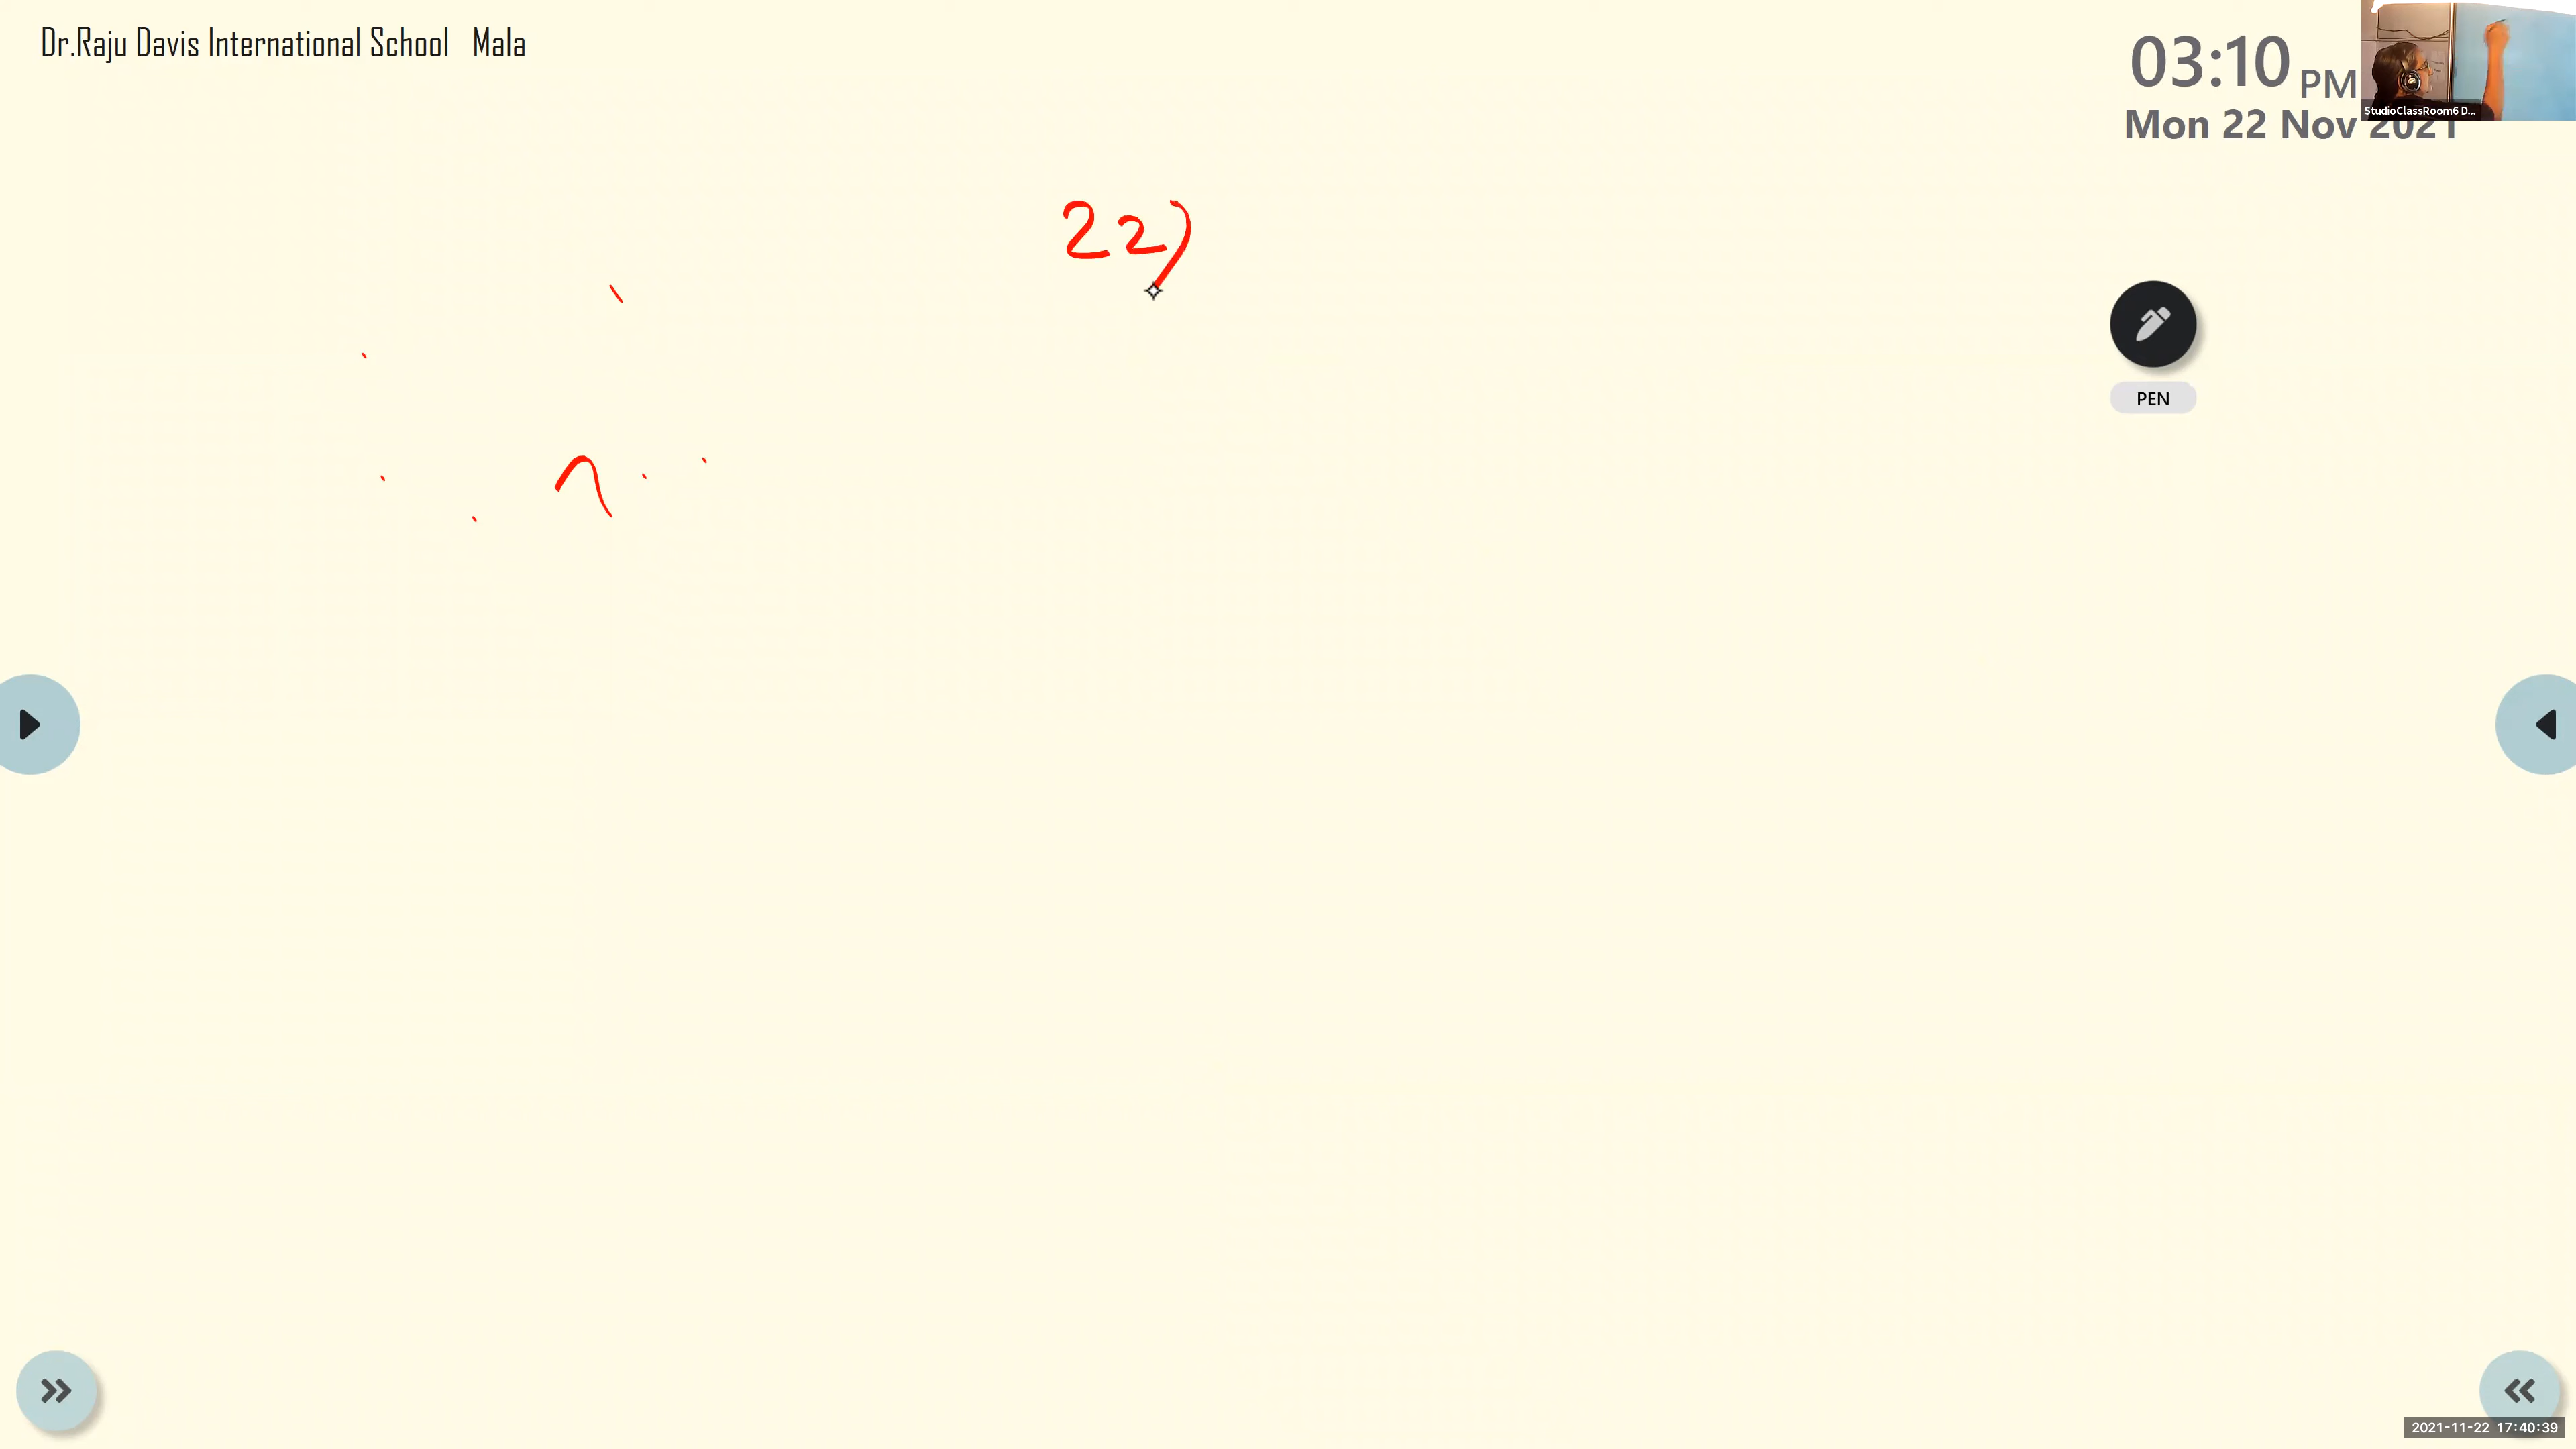 Dr.Raju Davis International School Mala
03:10 PM
Mon 22 Nov 2021
StudioClassRoom6 D...
22)
PEN
2021-11-22 17:40:39